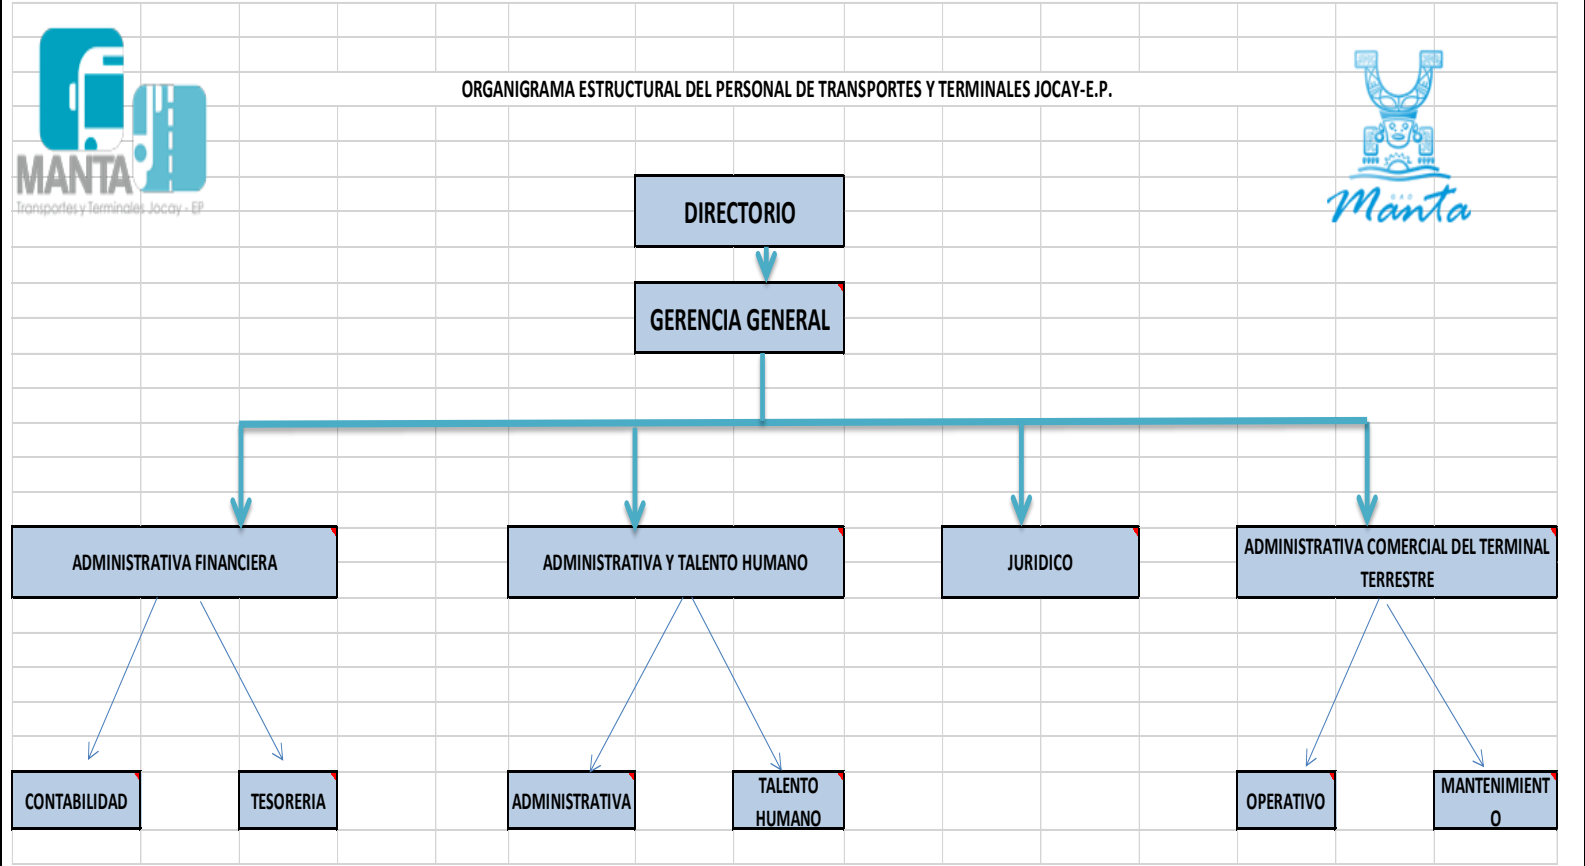 ORGANIGRAMA ESTRUCTURAL DEL PERSONAL DE TRANSPORTES Y TERMINALES JOCAY-E.P.
MANTA
Transportes y Terminales Jocay - EP
Manta
DIRECTORIO
GERENCIA GENERAL
ADMINISTRATIVA FINANCIERA
ADMINISTRATIVA Y TALENTO HUMANO
JURIDICO
ADMINISTRATIVA COMERCIAL DEL TERMINAL
TERRESTRE
CONTABILIDAD
TESORERIA
ADMINISTRATIVA
TALENTO
HUMANO
OPERATIVO
MANTENIMIENT
O